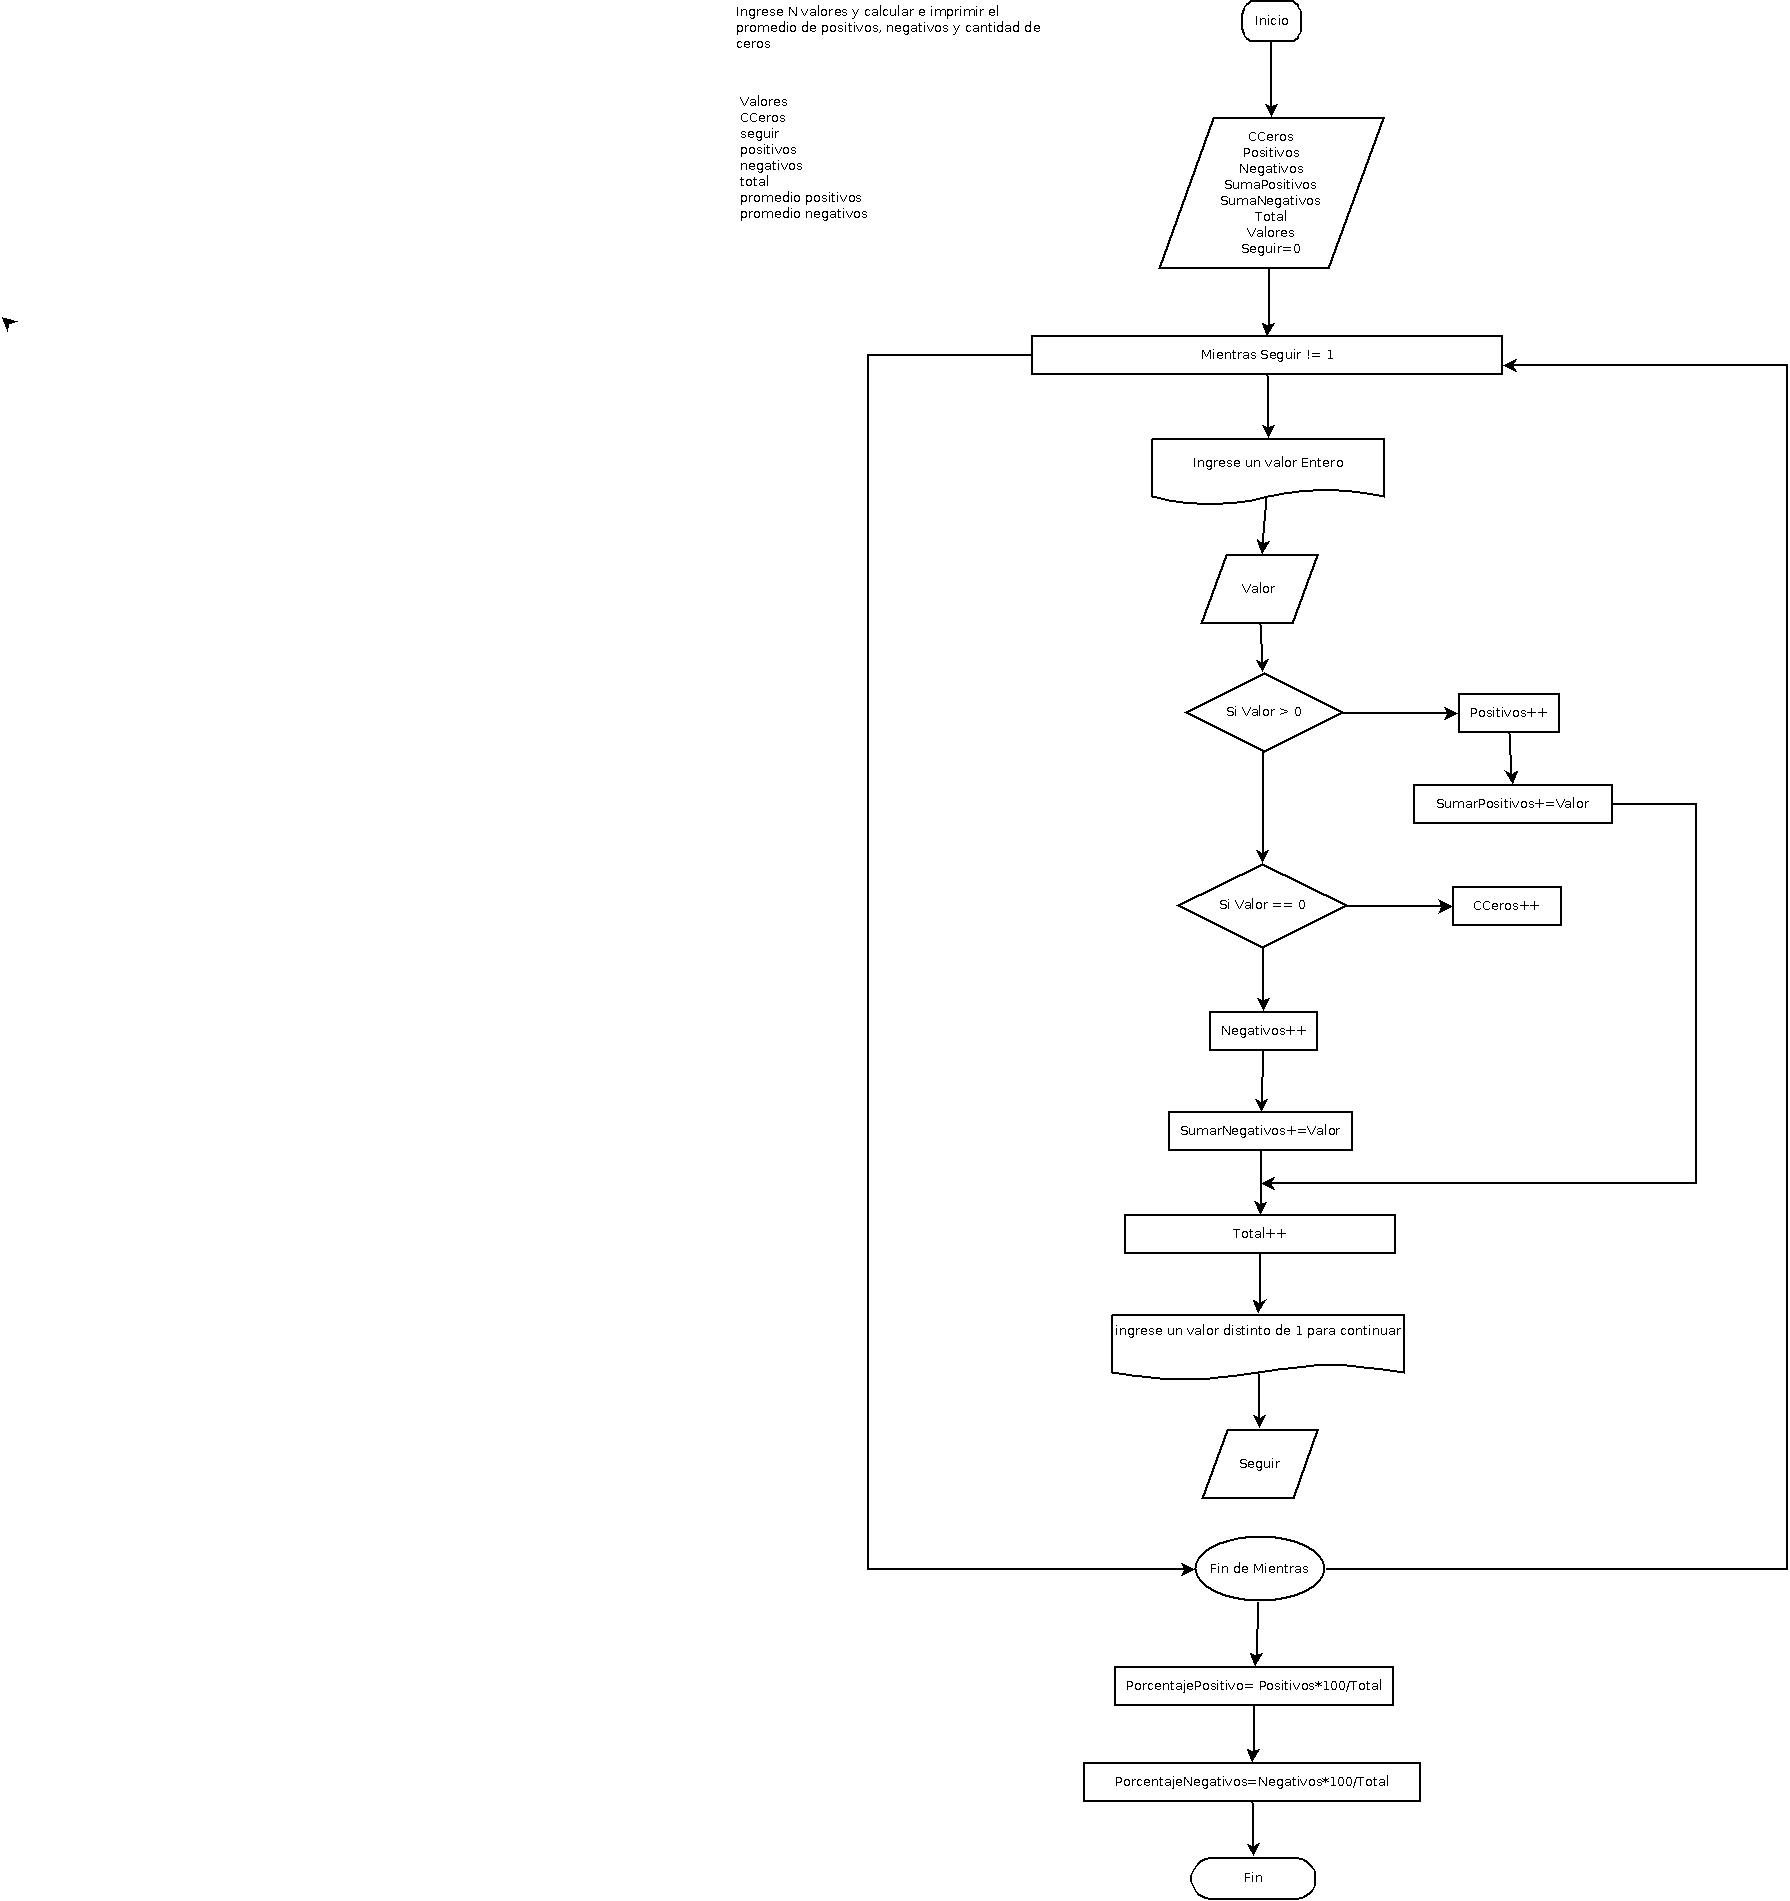 Ingrese N valores y calcular e imprimir el
promedio de positivos, negativos y cantidad de
ceros
Valores
CCeros
seguir
positivos
negativos
total
promedio positivos
promedio negativos
Inicio
CCeros
Positivos
Negativos
SumaPositivos
SumaNegativos
Total
Valores
Seguir=0
Mientras Seguir != 1
Ingrese un valor Entero
Valor
Si Valor > 0
Positivos++
SumarPositivos+=Valor
Si Valor == 0
CCeros++
Negativos++
SumarNegativos+=Valor
Total++
ingrese un valor distinto de 1 para continuar
Seguir
Fin de Mientras
PorcentajePositivo= Positivos*100/Total
PorcentajeNegativos=Negativos*100/Total
Fin